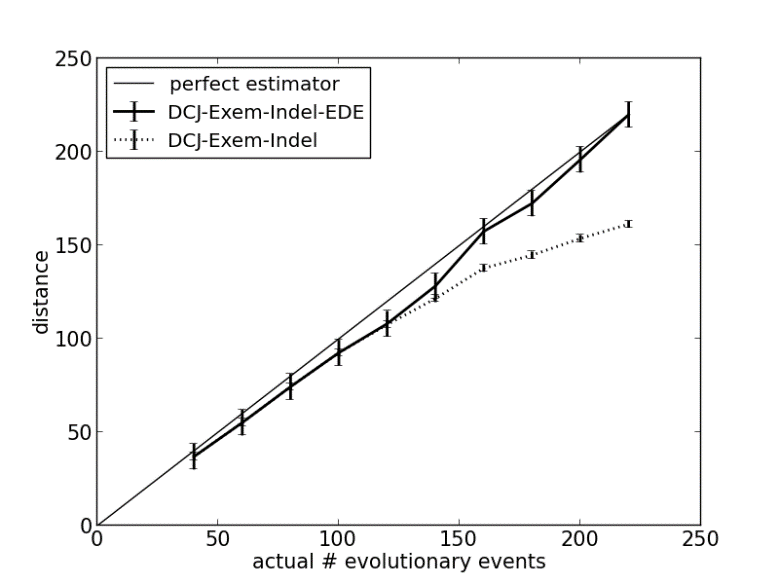 250
perfect estimator
DCJ-Exem-Indel-EDE
DCJ-Exem-Indel
200
150
distance
100
50
0
0 50 100 150 200 250
actual # evolutionary events